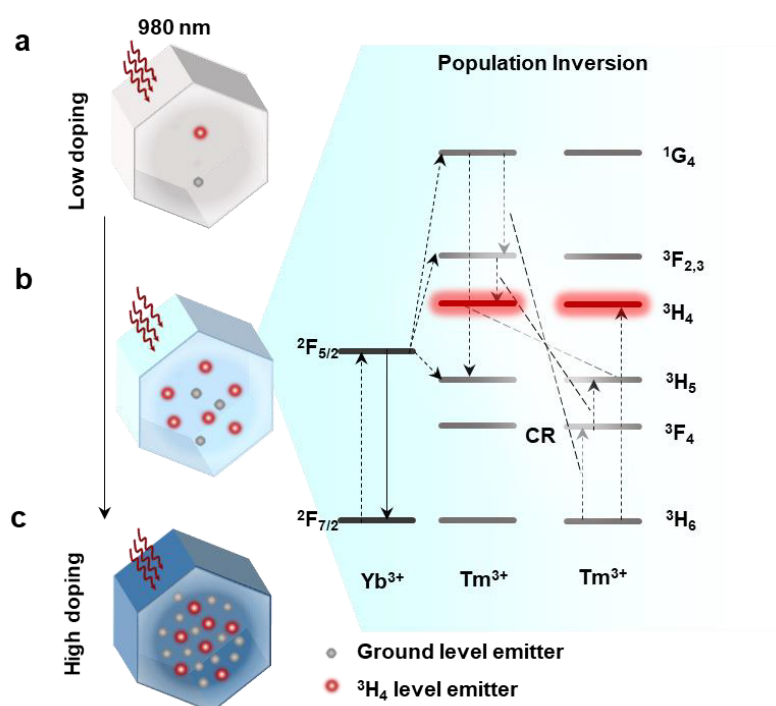 a
980 nm
Low doping
b
c
High doping
Population Inversion
¹G₄
³F₂,₃
³H₄
²F₅/₂
³H₅
³F₄
CR
²F₇/₂
³H₆
Yb³⁺
Tm³⁺
Tm³⁺
Ground level emitter
³H₄ level emitter